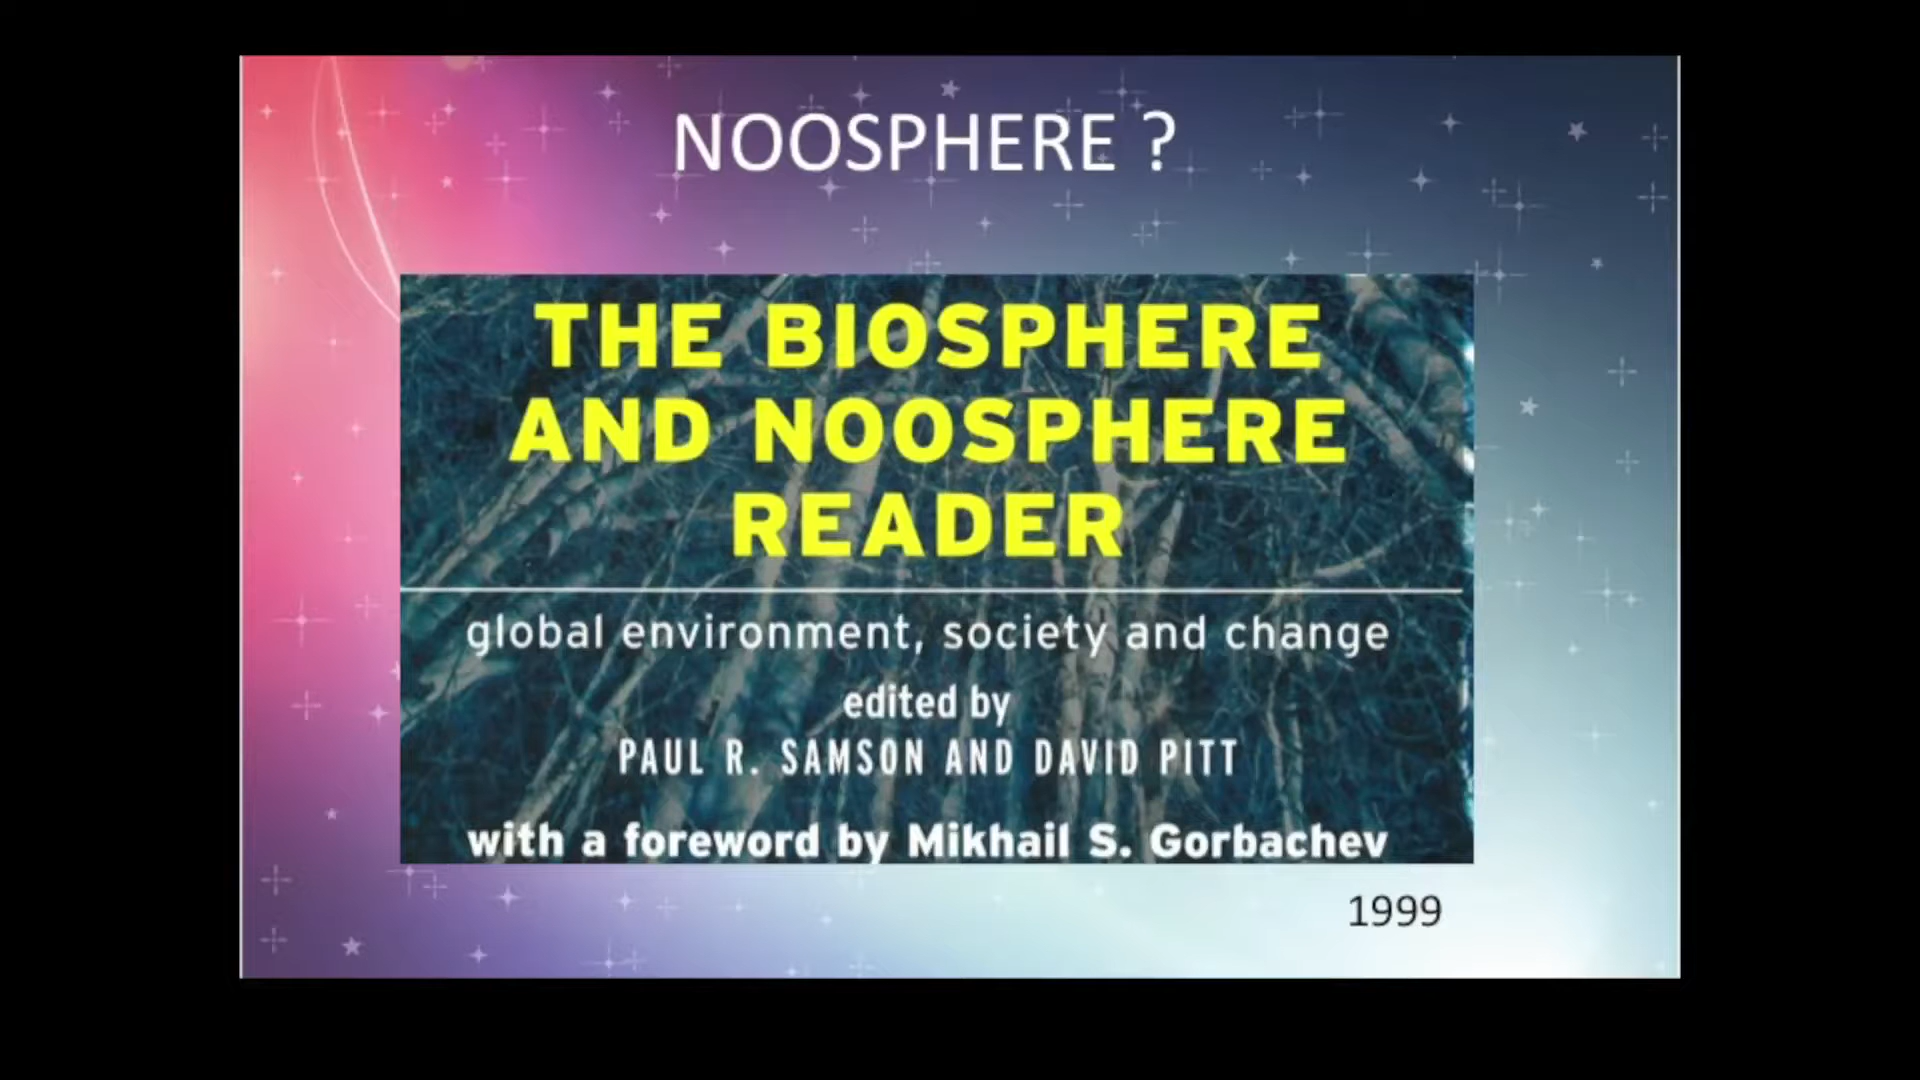 NOOSPHERE ?
THE BIOSPHERE
AND NOOSPHERE
READER
global environment, society and change
edited by
PAUL R. SAMSON AND DAVID PITT
with a foreword by Mikhail S. Gorbachev
1999